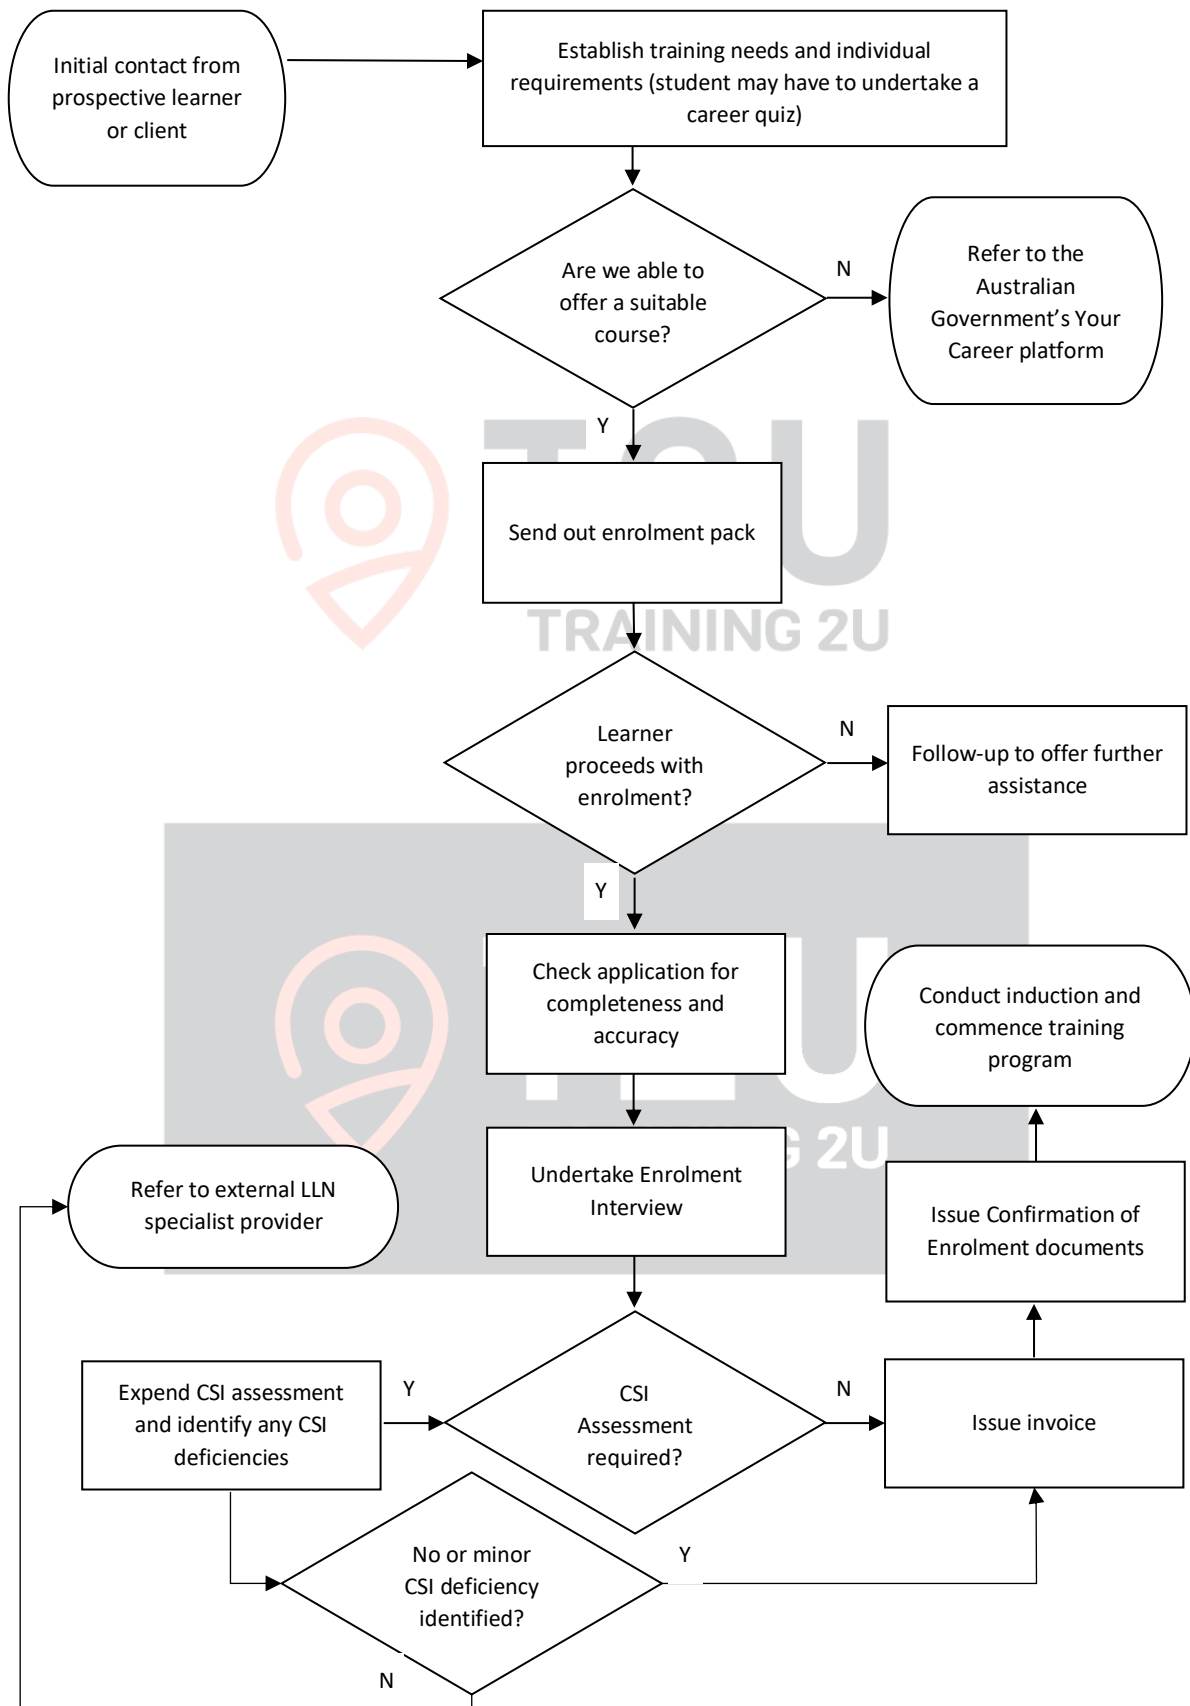 Initial contact from
prospective learner
or client
Establish training needs and individual
requirements (student may have to undertake a
career quiz)
Are we able to
offer a suitable
course?
N
Refer to the
Australian
Government’s Your
Career platform
Y
Send out enrolment pack
TRAINING 2U
Learner
proceeds with
enrolment?
N
Follow-up to offer further
assistance
Y
Check application for
completeness and
accuracy
Conduct induction and
commence training
program
Undertake Enrolment
Interview
2U
Refer to external LLN
specialist provider
Issue Confirmation of
Enrolment documents
Expend CSI assessment
and identify any CSI
deficiencies
Y
CSI
Assessment
required?
N
Issue invoice
No or minor
CSI deficiency
identified?
Y
N